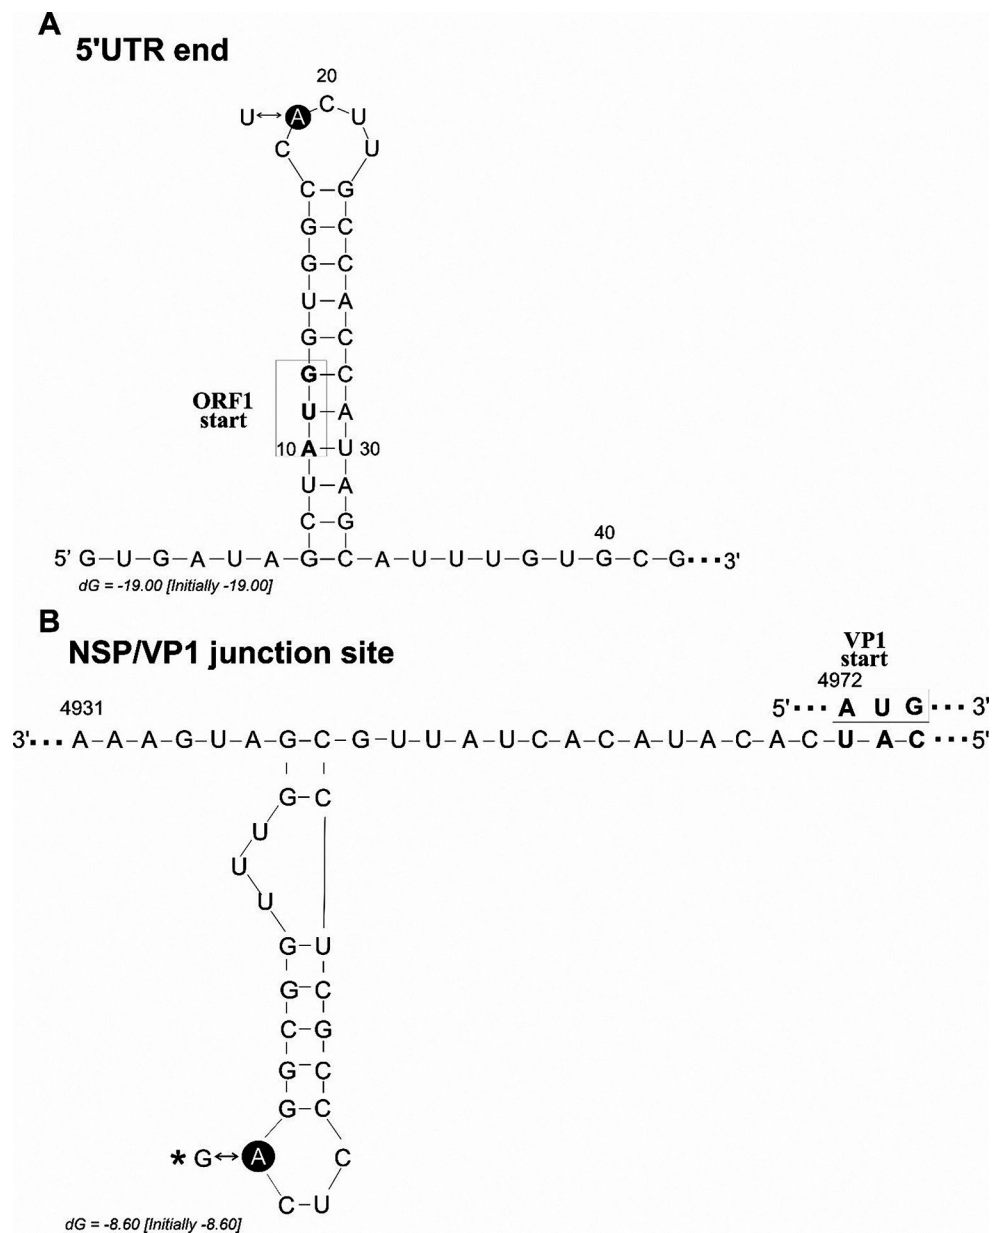 A
5'UTR end
20
U↔A C U
C U
C–G
G–C
G–C
U–A
G–C
G–C
ORF1
start
U–A
10 A–U 30
U–A
C–G
40
5' G–U–G–A–U–A–G–C–A–U–U–U–G–U–G–C–G···3'
dG = -19.00 [Initially -19.00]
B
NSP/VP1 junction site
VP1
start
4931
4972
5'··· A U G ··· 3'
3'··· A–A–A–G–U–A–G–C–G–U–U–A–U–C–A–C–A–U–A–C–A–C–U–A–C ··· 5'
G–C
U
U
U
G–U
G–C
C–G
G–C
G–C
* G↔A C
C–U
dG = -8.60 [Initially -8.60]